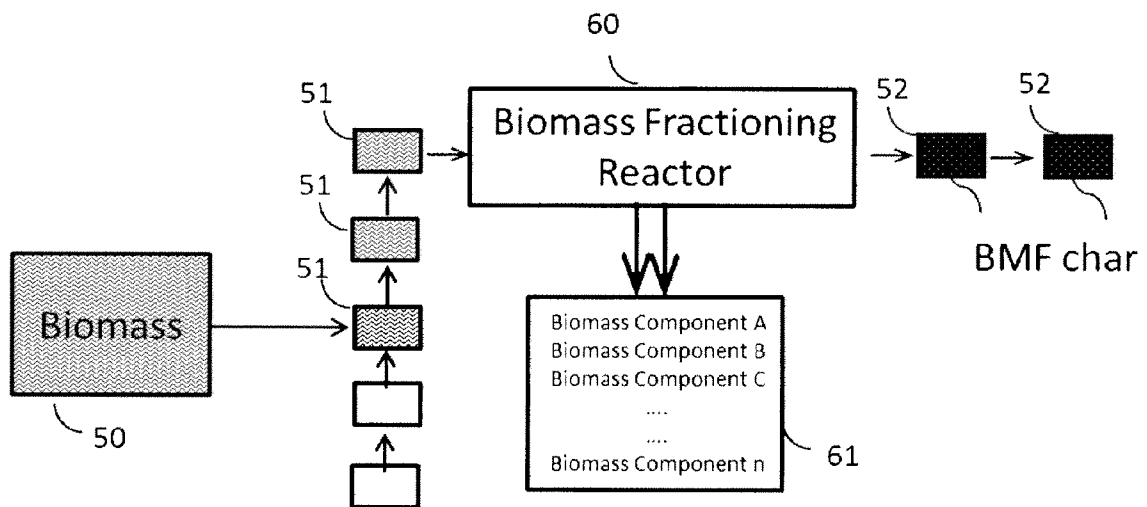 60
51
Biomass Fractioning
Reactor
52
52
51
BMF char
51
Biomass
50
Biomass Component A
Biomass Component B
Biomass Component C
....
....
Biomass Component n
61